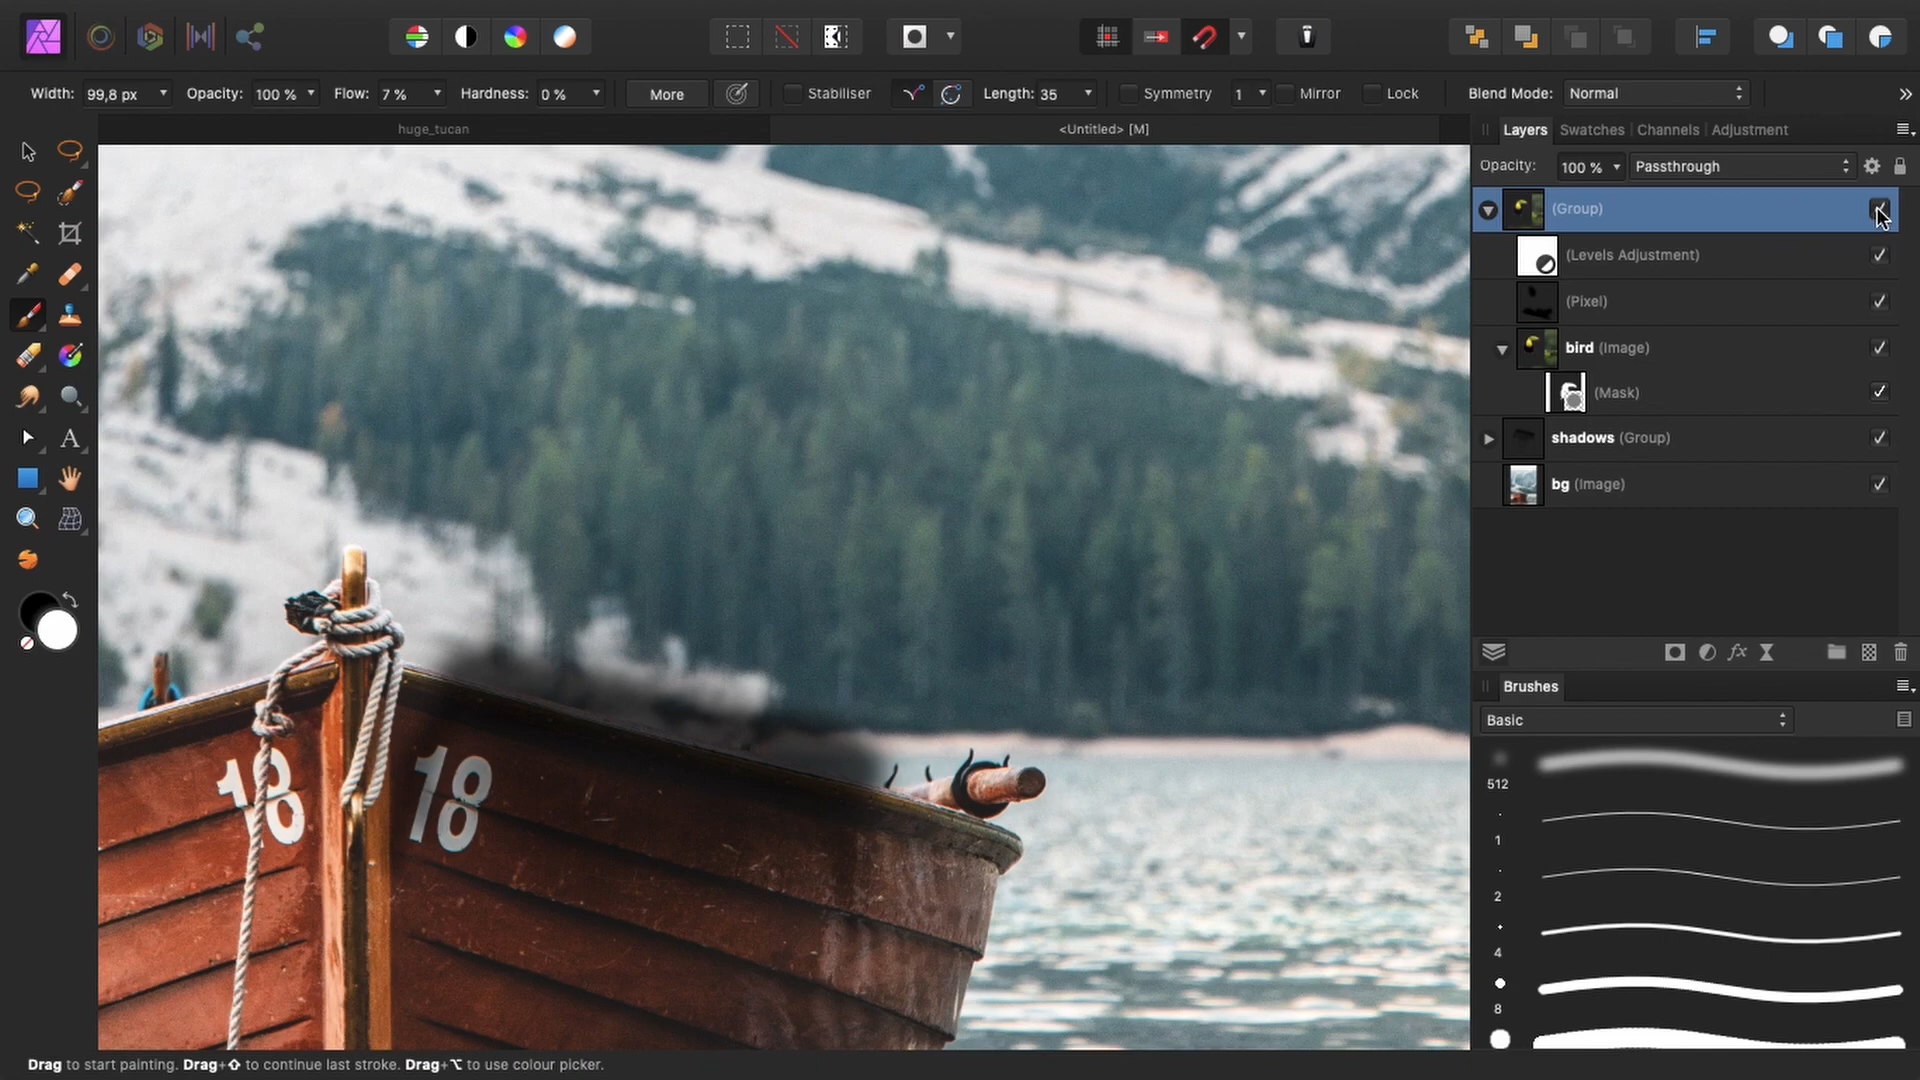 Width: 99,8 px Opacity: 100 % Flow: 7 % Hardness: 0 % More Stabiliser Length: 35 Symmetry 1 Mirror Lock Blend Mode: Normal
huge_tucan <Untitled> [M]
Layers Swatches Channels Adjustment
Opacity: 100 % Passthrough
(Group)
(Levels Adjustment)
(Pixel)
bird (Image)
(Mask)
shadows (Group)
bg (Image)
fx
Brushes
Basic
512
1
2
4
8
A
18 18
Drag to start painting. Drag+⇧ to continue last stroke. Drag+⌥ to use colour picker.